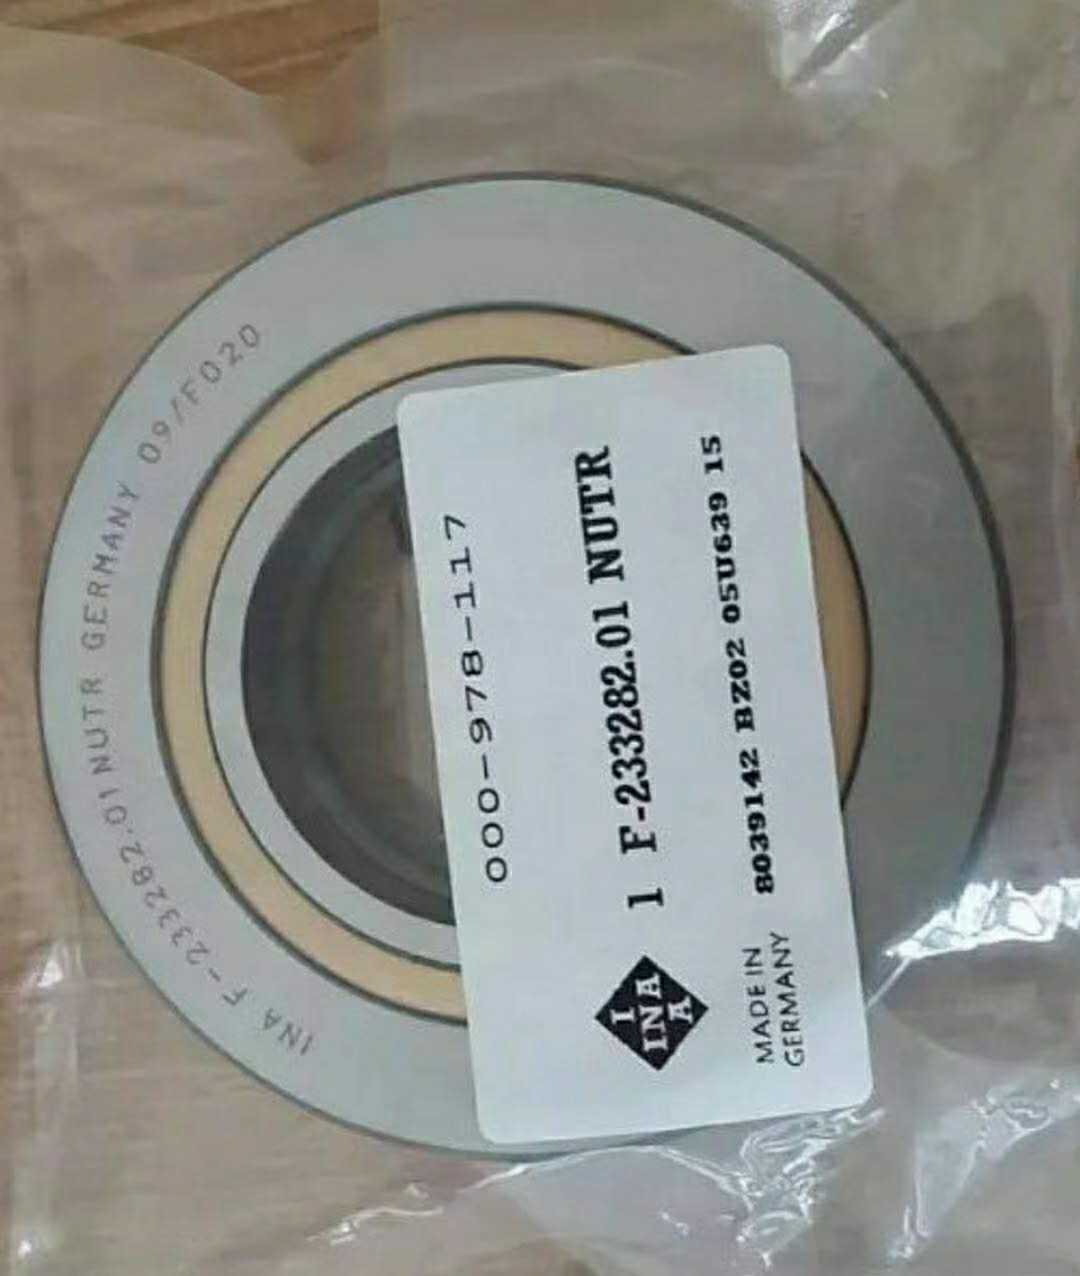 INA F-233282.01 NUTR GERMANY 09/F020
000-978-117
1 F-233282.01 NUTR
8039142 BZ02 05U639 15
I
INA
A
MADE IN
GERMANY